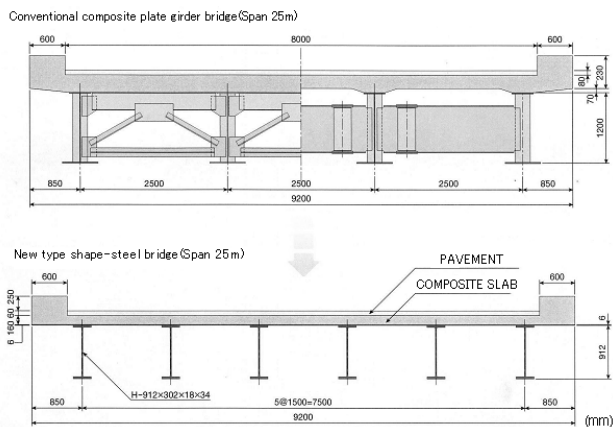 Conventional composite plate girder bridge(Span 25m)
600 8000 600
80 230
70
1200
850 2500 2500 2500 850
9200
New type shape-steel bridge(Span 25m)
PAVEMENT
600 600
COMPOSITE SLAB
250
60
160
6 6
912
H-912×302×18×34
850 5@1500=7500 850
9200
(mm)